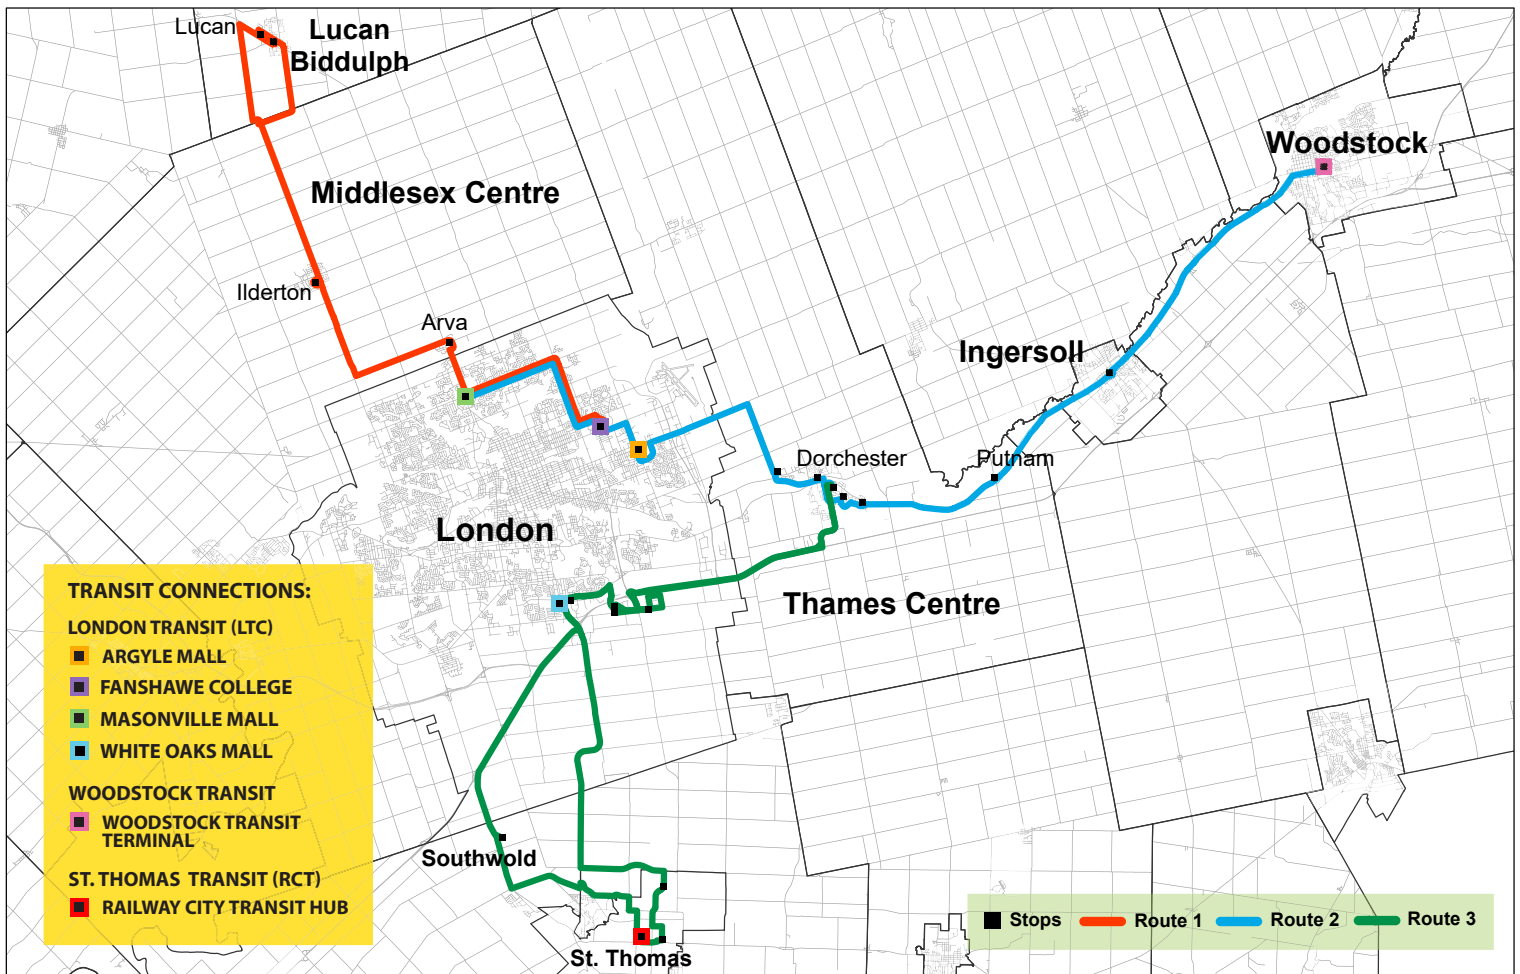 Lucan
Lucan
Biddulph
Woodstock
Middlesex Centre
Ilderton
Arva
Ingersoll
Dorchester
Putnam
London
Thames Centre
TRANSIT CONNECTIONS:
LONDON TRANSIT (LTC)
ARGYLE MALL
FANSHAWE COLLEGE
MASONVILLE MALL
WHITE OAKS MALL
WOODSTOCK TRANSIT
WOODSTOCK TRANSIT
TERMINAL
ST. THOMAS TRANSIT (RCT)
RAILWAY CITY TRANSIT HUB
Southwold
St. Thomas
Stops
Route 1
Route 2
Route 3